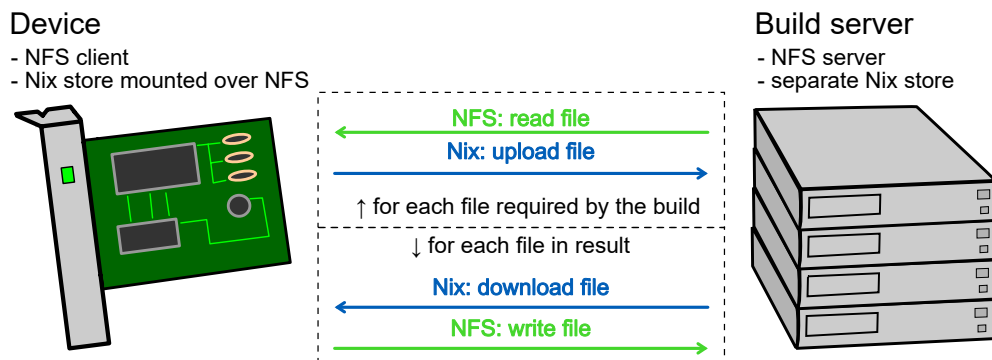 Device
- NFS client
- Nix store mounted over NFS
Build server
- NFS server
- separate Nix store
NFS: read file
Nix: upload file
↑ for each file required by the build
↓ for each file in result
Nix: download file
NFS: write file